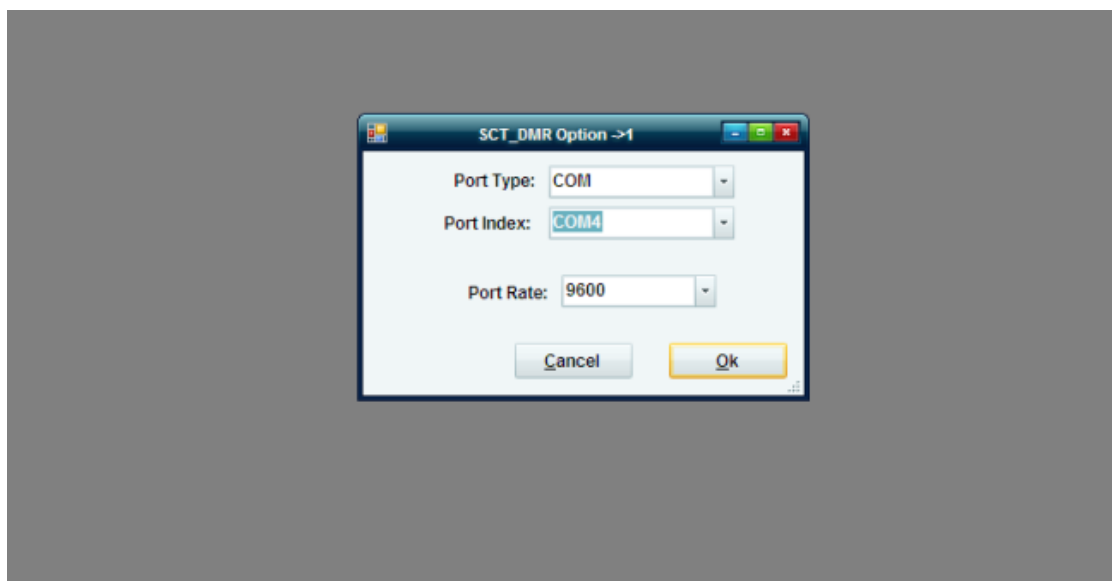 SCT_DMR Option ->1
Port Type: COM
Port Index: COM4
Port Rate: 9600
Cancel Ok